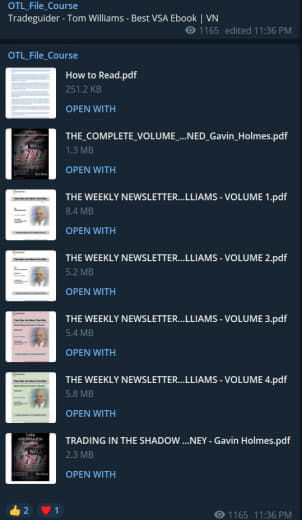 OTL_File_Course
Tradeguider - Tom Williams - Best VSA Ebook | VN
1165 edited 11:36 PM
OTL_File_Course
How to Read.pdf
251.2 KB
OPEN WITH
THE_COMPLETE_VOLUME_...NED_Gavin_Holmes.pdf
1.3 MB
OPEN WITH
THE WEEKLY NEWSLETTER...LLIAMS - VOLUME 1.pdf
8.4 MB
OPEN WITH
THE WEEKLY NEWSLETTER...LLIAMS - VOLUME 2.pdf
5.2 MB
OPEN WITH
THE WEEKLY NEWSLETTER...LLIAMS - VOLUME 3.pdf
5.4 MB
OPEN WITH
THE WEEKLY NEWSLETTER...LLIAMS - VOLUME 4.pdf
5.8 MB
OPEN WITH
TRADING IN THE SHADOW ...NEY - Gavin Holmes.pdf
2.3 MB
OPEN WITH
2 1
1165 11:36 PM